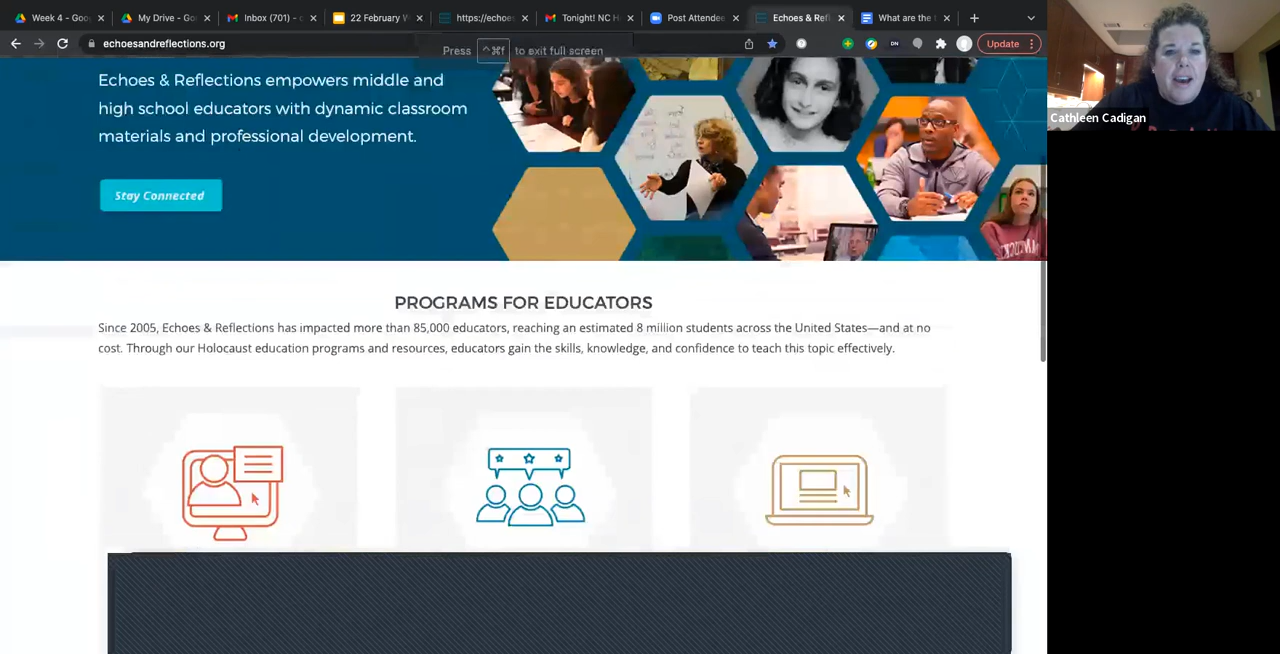 Week 4 - Goog
My Drive - Goo
Inbox (701) - c
22 February W
https://echoe
Tonight! NC H
Post Attendee
Echoes & Refl
What are the
echoesandreflections.org
Press ^⌘f to exit full screen
Update
Echoes & Reflections empowers middle and
high school educators with dynamic classroom
materials and professional development.
Stay Connected
Cathleen Cadigan
PROGRAMS FOR EDUCATORS
Since 2005, Echoes & Reflections has impacted more than 85,000 educators, reaching an estimated 8 million students across the United States—and at no
cost. Through our Holocaust education programs and resources, educators gain the skills, knowledge, and confidence to teach this topic effectively.